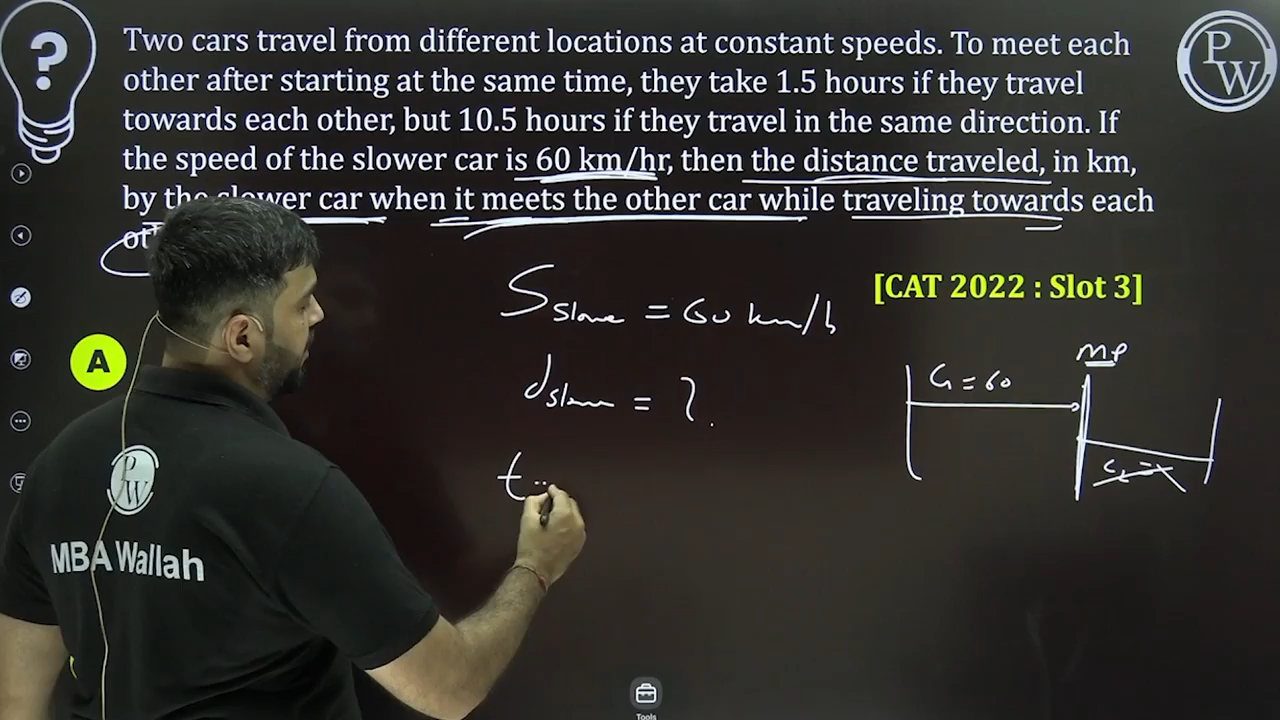 Two cars travel from different locations at constant speeds. To meet each
other after starting at the same time, they take 1.5 hours if they travel
towards each other, but 10.5 hours if they travel in the same direction. If
the speed of the slower car is 60 km/hr, then the distance traveled, in km,
by the slower car when it meets the other car while traveling towards each
[CAT 2022 : Slot 3]
= 60 km/h
MP
= 60
d = ?
A
t
PW
PW
MBA Wallah
Tools